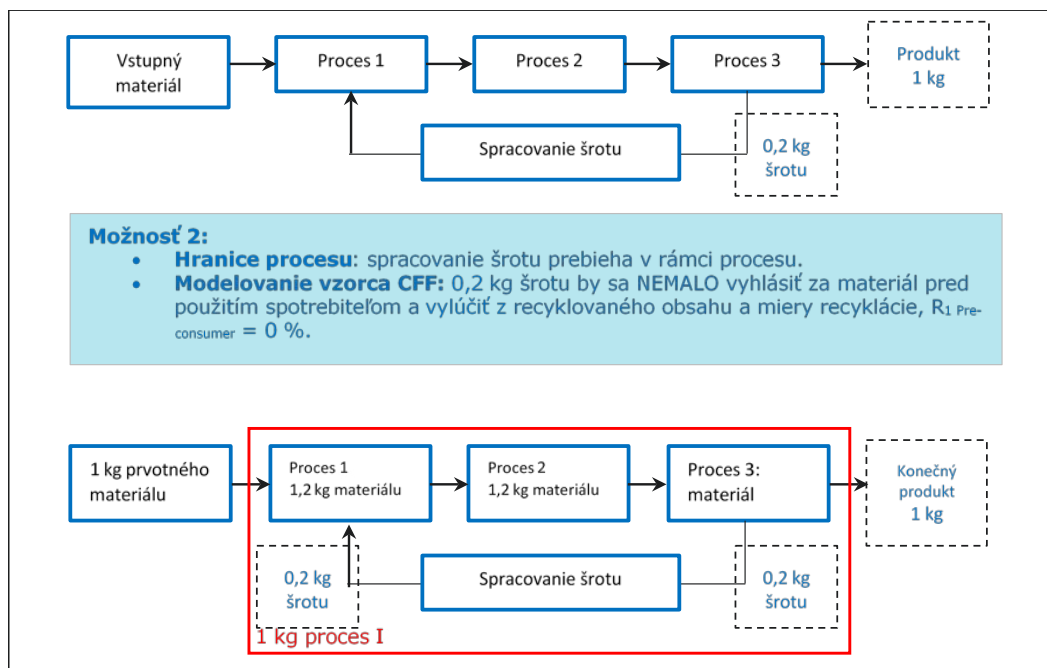 Vstupný
materiál
Proces 1
Proces 2
Proces 3
Produkt
1 kg
Spracovanie šrotu
0,2 kg
šrotu
Možnosť 2:
• Hranice procesu: spracovanie šrotu prebieha v rámci procesu.
• Modelovanie vzorca CFF: 0,2 kg šrotu by sa NEMALO vyhlásiť za materiál pred
použitím spotrebiteľom a vylúčiť z recyklovaného obsahu a miery recyklácie, R1 Pre-
consumer = 0 %.
1 kg prvotného
materiálu
Proces 1
1,2 kg materiálu
Proces 2
1,2 kg materiálu
Proces 3:
materiál
Konečný
produkt
1 kg
0,2 kg
šrotu
Spracovanie šrotu
0,2 kg
šrotu
1 kg proces I